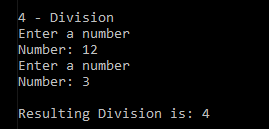 4 - Division
Enter a number
Number: 12
Enter a number
Number: 3
Resulting Division is: 4